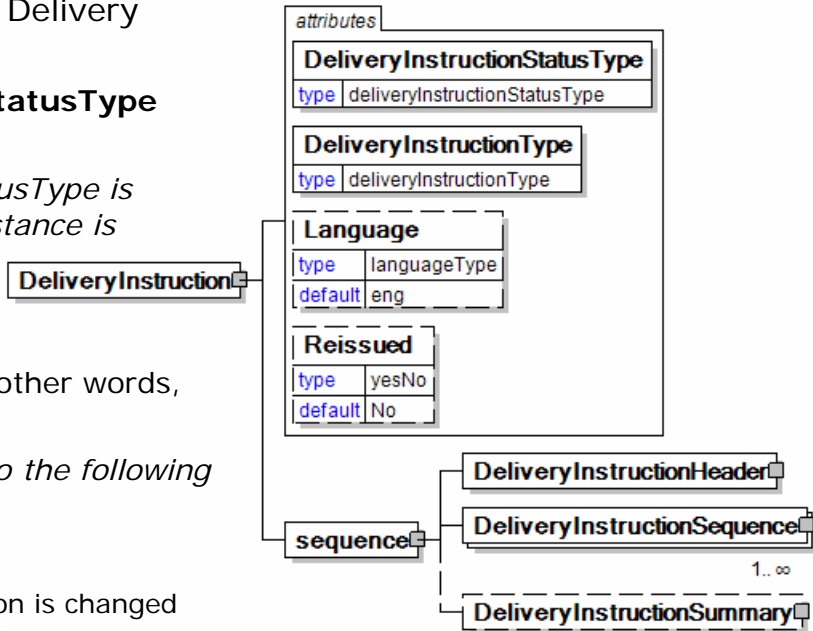 Delivery
tatusType
usType is
stance is
other words,
o the following
on is changed
DeliveryInstruction
attributes
DeliveryInstructionStatusType
type deliveryInstructionStatusType
DeliveryInstructionType
type deliveryInstructionType
Language
type languageType
default eng
Reissued
type yesNo
default No
sequence
DeliveryInstructionHeader
DeliveryInstructionSequence
1..∞
DeliveryInstructionSummary